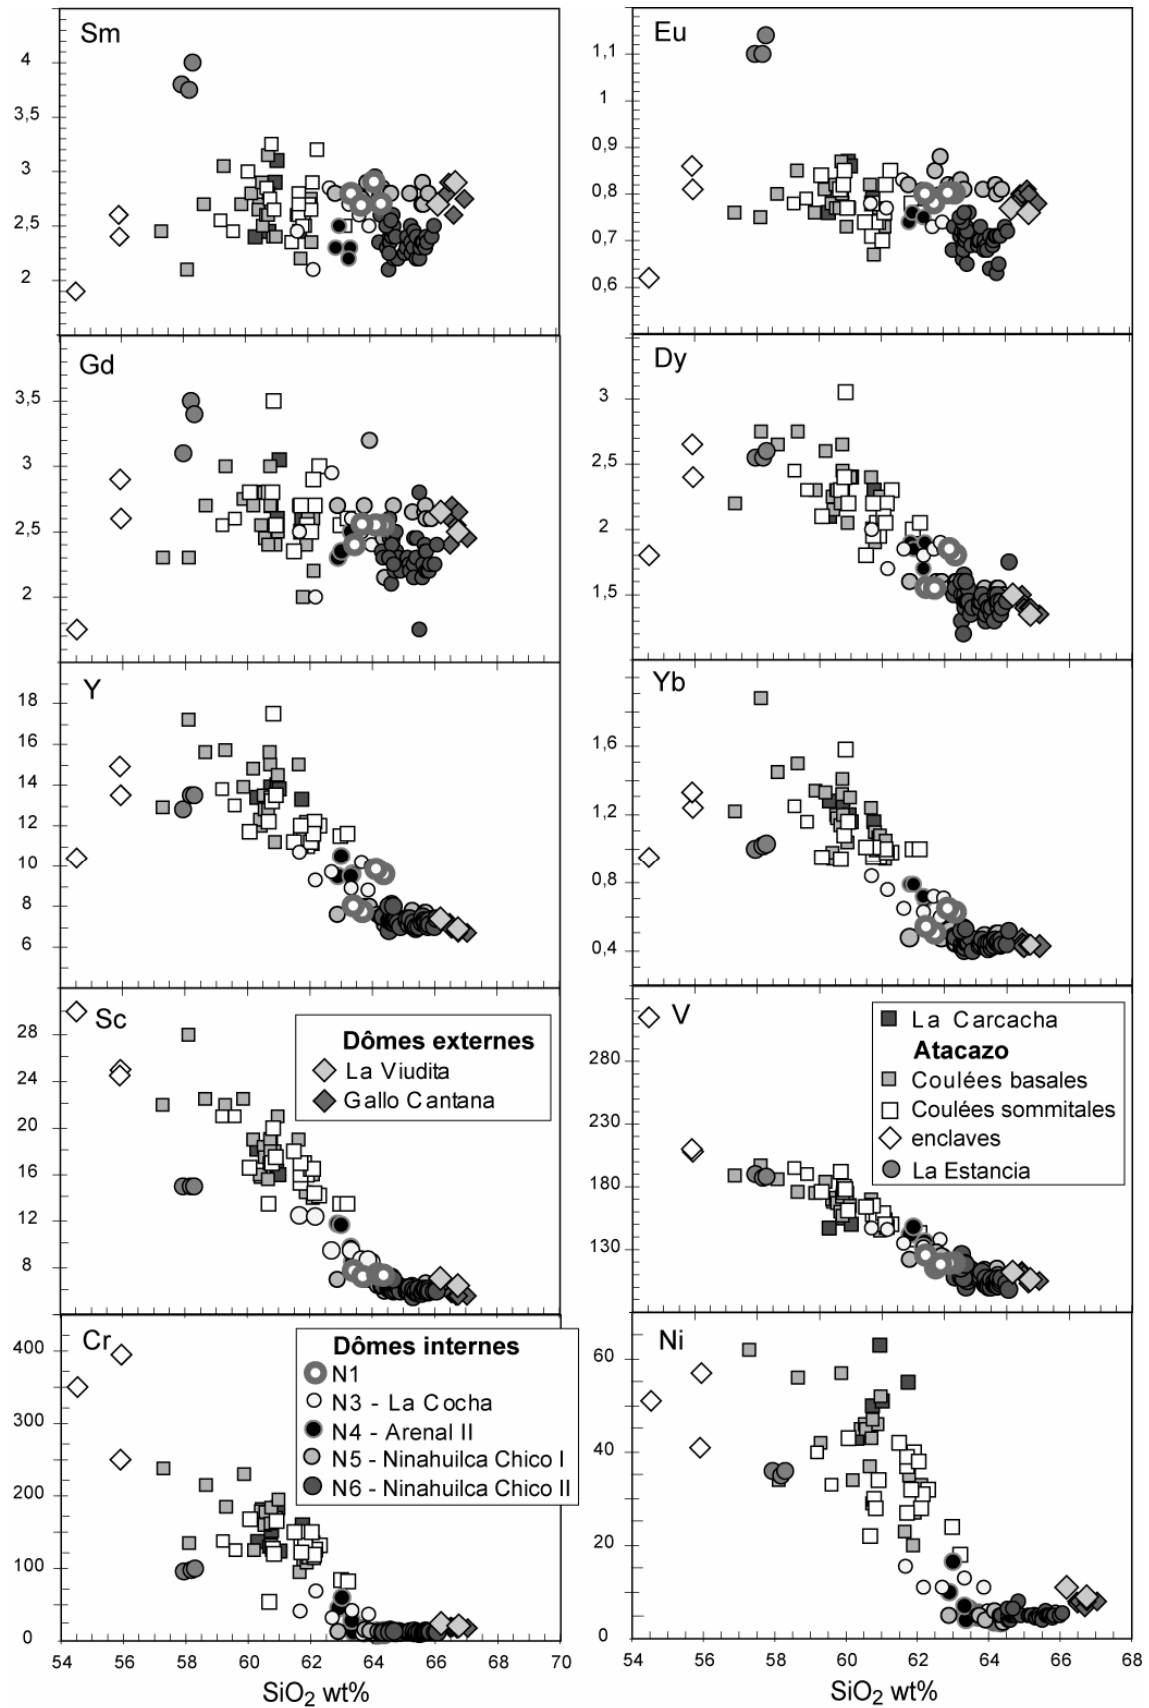 Sm
4
3,5
3
2,5
2
Eu
1,1
1
0,9
0,8
0,7
0,6
Gd
3,5
3
2,5
2
Dy
3
2,5
2
1,5
Y
18
16
14
12
10
8
6
Yb
1,6
1,2
0,8
0,4
Sc
28
24
20
16
12
8
Dômes externes
La Viudita
Gallo Cantana
V
280
230
180
130
La Carcacha
Atacazo
Coulées basales
Coulées sommitales
enclaves
La Estancia
Cr
400
300
200
100
0
Dômes internes
N1
N3 - La Cocha
N4 - Arenal II
N5 - Ninahuilca Chico I
N6 - Ninahuilca Chico II
Ni
60
40
20
0
54 56 58 60 62 64 66 68 70
SiO2 wt%
54 56 58 60 62 64 66 68
SiO2 wt%